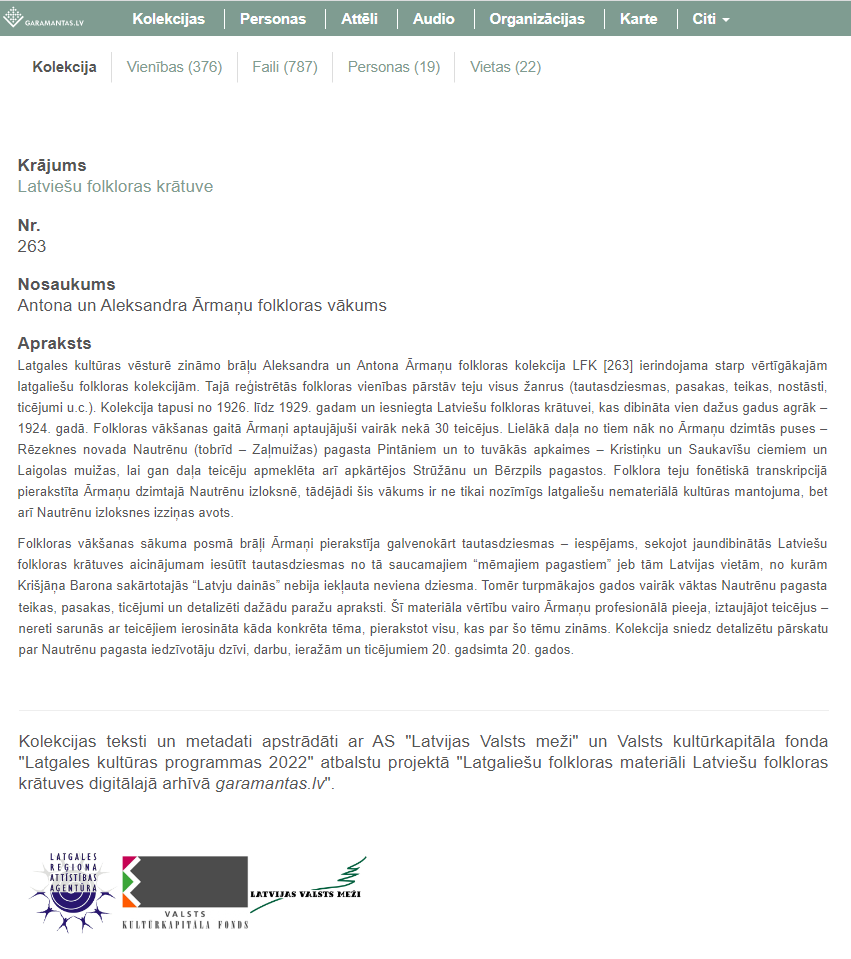 GARAMANTAS.LV
Kolekcijas Personas Attēli Audio Organizācijas Karte Citi
Kolekcija Vienības (376) Faili (787) Personas (19) Vietas (22)
Krājums
Latviešu folkloras krātuve
Nr.
263
Nosaukums
Antona un Aleksandra Ārmaņu folkloras vākums
Apraksts
Latgales kultūras vēsturē zināmo brāļu Aleksandra un Antona Ārmaņu folkloras kolekcija LFK [263] ierindojama starp vērtīgākajām
latgaliešu folkloras kolekcijām. Tajā reģistrētās folkloras vienības pārstāv teju visus žanrus (tautasdziesmas, pasakas, teikas, nostāsti,
ticējumi u.c.). Kolekcija tapusi no 1926. līdz 1929. gadam un iesniegta Latviešu folkloras krātuvei, kas dibināta vien dažus gadus agrāk –
1924. gadā. Folkloras vākšanas gaitā Ārmaņi aptaujājuši vairāk nekā 30 teicējus. Lielākā daļa no tiem nāk no Ārmaņu dzimtās puses –
Rēzeknes novada Nautrēnu (tobrīd – Zaļmuižas) pagasta Pintāniem un to tuvākās apkaimes – Kristiņku un Saukavīšu ciemiem un
Laigolas muižas, lai gan daļa teicēju apmeklēta arī apkārtējos Strūžānu un Bērzpils pagastos. Folklora teju fonētiskā transkripcijā
pierakstīta Ārmaņu dzimtajā Nautrēnu izloksnē, tādējādi šis vākums ir ne tikai nozīmīgs latgaliešu nemateriālā kultūras mantojuma, bet
arī Nautrēnu izloksnes izziņas avots.
Folkloras vākšanas sākuma posmā brāļi Ārmaņi pierakstīja galvenokārt tautasdziesmas – iespējams, sekojot jaundibinātās Latviešu
folkloras krātuves aicinājumam iesūtīt tautasdziesmas no tā saucamajiem “mēmajiem pagastiem” jeb tām Latvijas vietām, no kurām
Krišjāņa Barona sakārtotajās “Latvju dainās” nebija iekļauta neviena dziesma. Tomēr turpmākajos gados vairāk vāktas Nautrēnu pagasta
teikas, pasakas, ticējumi un detalizēti dažādu paražu apraksti. Šī materiāla vērtību vairo Ārmaņu profesionālā pieeja, iztaujājot teicējus –
nereti sarunās ar teicējiem ierosināta kāda konkrēta tēma, pierakstot visu, kas par šo tēmu zināms. Kolekcija sniedz detalizētu pārskatu
par Nautrēnu pagasta iedzīvotāju dzīvi, darbu, ieražām un ticējumiem 20. gadsimta 20. gados.
Kolekcijas teksti un metadati apstrādāti ar AS "Latvijas Valsts meži" un Valsts kultūrkapitāla fonda
"Latgales kultūras programmas 2022" atbalstu projektā "Latgaliešu folkloras materiāli Latviešu folkloras
krātuves digitālajā arhīvā garamantas.lv".
LATGALES
REĢIONA
ATTĪSTĪBAS
AĢENTŪRA
VALSTS
KULTŪRKAPITĀLA FONDS
LATVIJAS VALSTS MEŽI